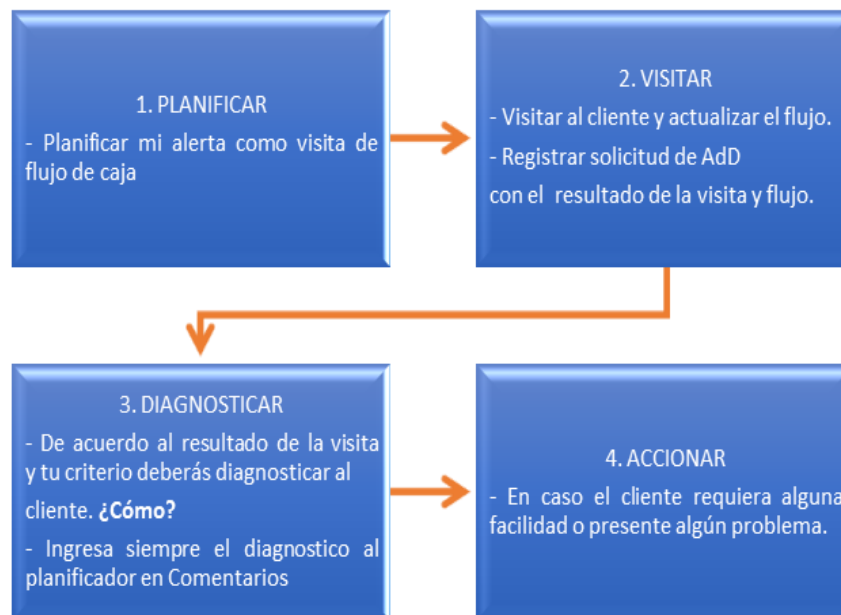 1. PLANIFICAR
- Planificar mi alerta como visita de
flujo de caja
2. VISITAR
- Visitar al cliente y actualizar el flujo.
- Registrar solicitud de AdD
con el resultado de la visita y flujo.
3. DIAGNOSTICAR
- De acuerdo al resultado de la visita
y tu criterio deberás diagnosticar al
cliente. ¿Cómo?
- Ingresa siempre el diagnostico al
planificador en Comentarios
4. ACCIONAR
- En caso el cliente requiera alguna
facilidad o presente algún problema.